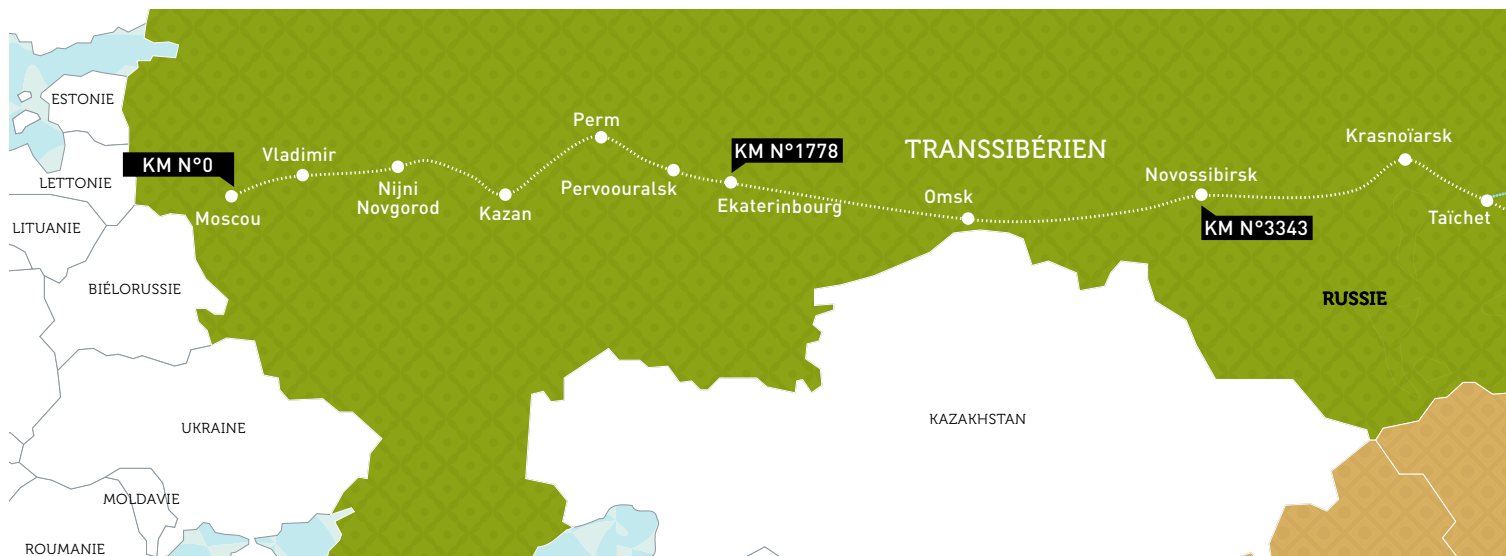 ESTONIE
Perm
Krasnoïarsk
KM N°1778
TRANSSIBÉRIEN
Vladimir
KM N°0
LETTONIE
Nijni
Novgorod
Pervoouralsk
Novossibirsk
Omsk
Ekaterinbourg
Kazan
Moscou
Taïchet
LITUANIE
KM N°3343
BIÉLORUSSIE
RUSSIE
KAZAKHSTAN
UKRAINE
MOLDAVIE
ROUMANIE